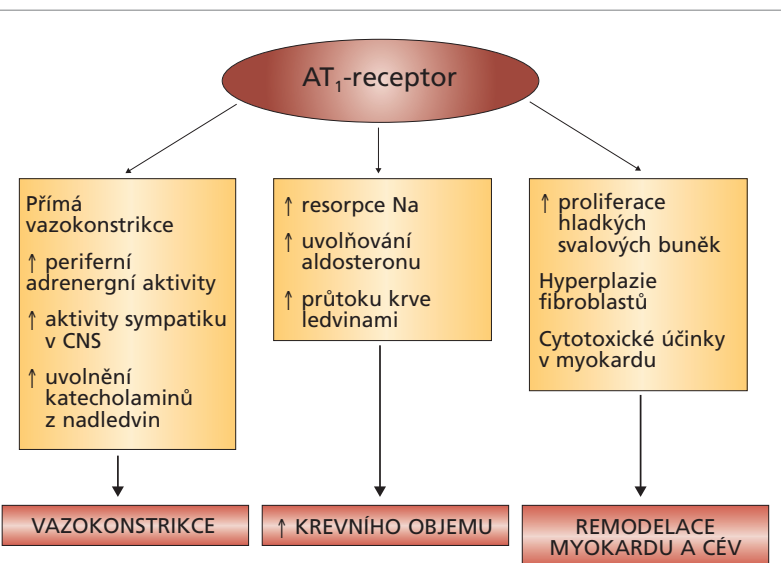 AT1-receptor
Přímá
vazokonstrikce
↑ periferní
adrenergní aktivity
↑ aktivity sympatiku
v CNS
↑ uvolnění
katecholaminů
z nadledvin
↑ resorpce Na
↑ uvolňování
aldosteronu
↑ průtoku krve
ledvinami
↑ proliferace
hladkých
svalových buněk
Hyperplazie
fibroblastů
Cytotoxické účinky
v myokardu
VAZOKONSTRIKCE
↑ KREVNÍHO OBJEMU
REMODELACE
MYOKARDU A CÉV